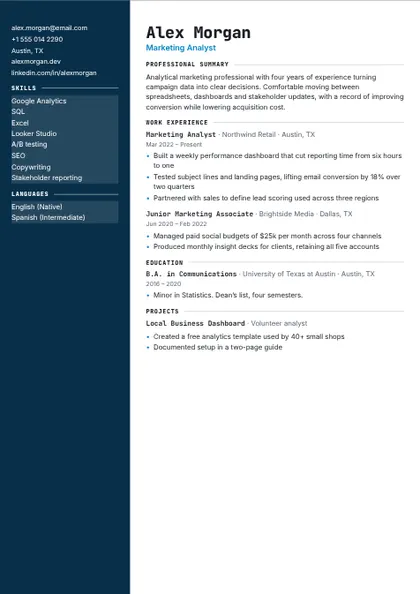 alex.morgan@email.com
+1 555 014 2290
Austin, TX
alexmorgan.dev
linkedin.com/in/alexmorgan
SKILLS
Google Analytics
SQL
Excel
Looker Studio
A/B testing
SEO
Copywriting
Stakeholder reporting
LANGUAGES
English (Native)
Spanish (Intermediate)
Alex Morgan
Marketing Analyst
PROFESSIONAL SUMMARY
Analytical marketing professional with four years of experience turning
campaign data into clear decisions. Comfortable moving between
spreadsheets, dashboards and stakeholder updates, with a record of improving
conversion while lowering acquisition cost.
WORK EXPERIENCE
Marketing Analyst · Northwind Retail · Austin, TX
Mar 2022 – Present
• Built a weekly performance dashboard that cut reporting time from six hours
to one
• Tested subject lines and landing pages, lifting email conversion by 18% over
two quarters
• Partnered with sales to define lead scoring used across three regions
Junior Marketing Associate · Brightside Media · Dallas, TX
Jun 2020 – Feb 2022
• Managed paid social budgets of $25k per month across four channels
• Produced monthly insight decks for clients, retaining all five accounts
EDUCATION
B.A. in Communications · University of Texas at Austin · Austin, TX
2016 – 2020
• Minor in Statistics. Dean's list, four semesters.
PROJECTS
Local Business Dashboard · Volunteer analyst
• Created a free analytics template used by 40+ small shops
• Documented setup in a two-page guide